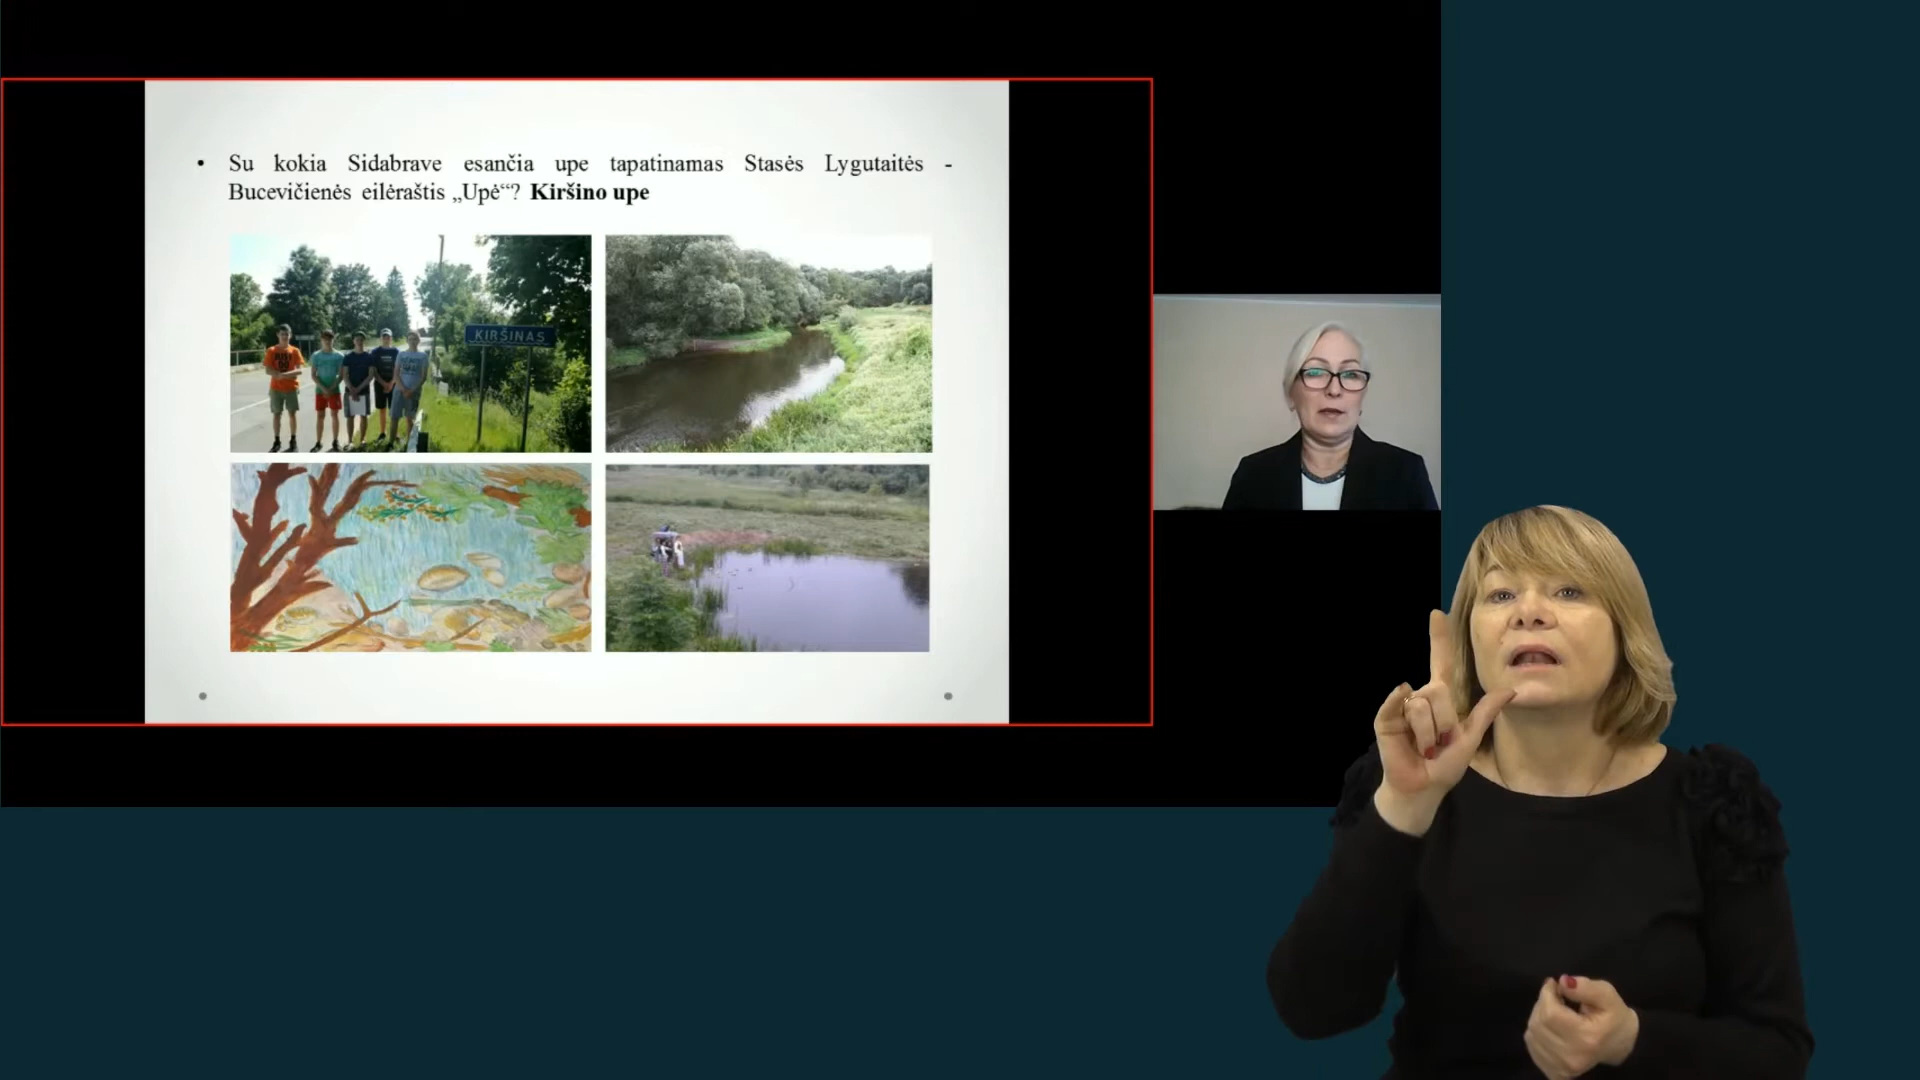 • Su kokia Sidabrave esančia upe tapatinamas Stasės Lygutaitės -
Bucevičienės eilėraštis „Upė“? Kiršino upe
KIRŠINAS